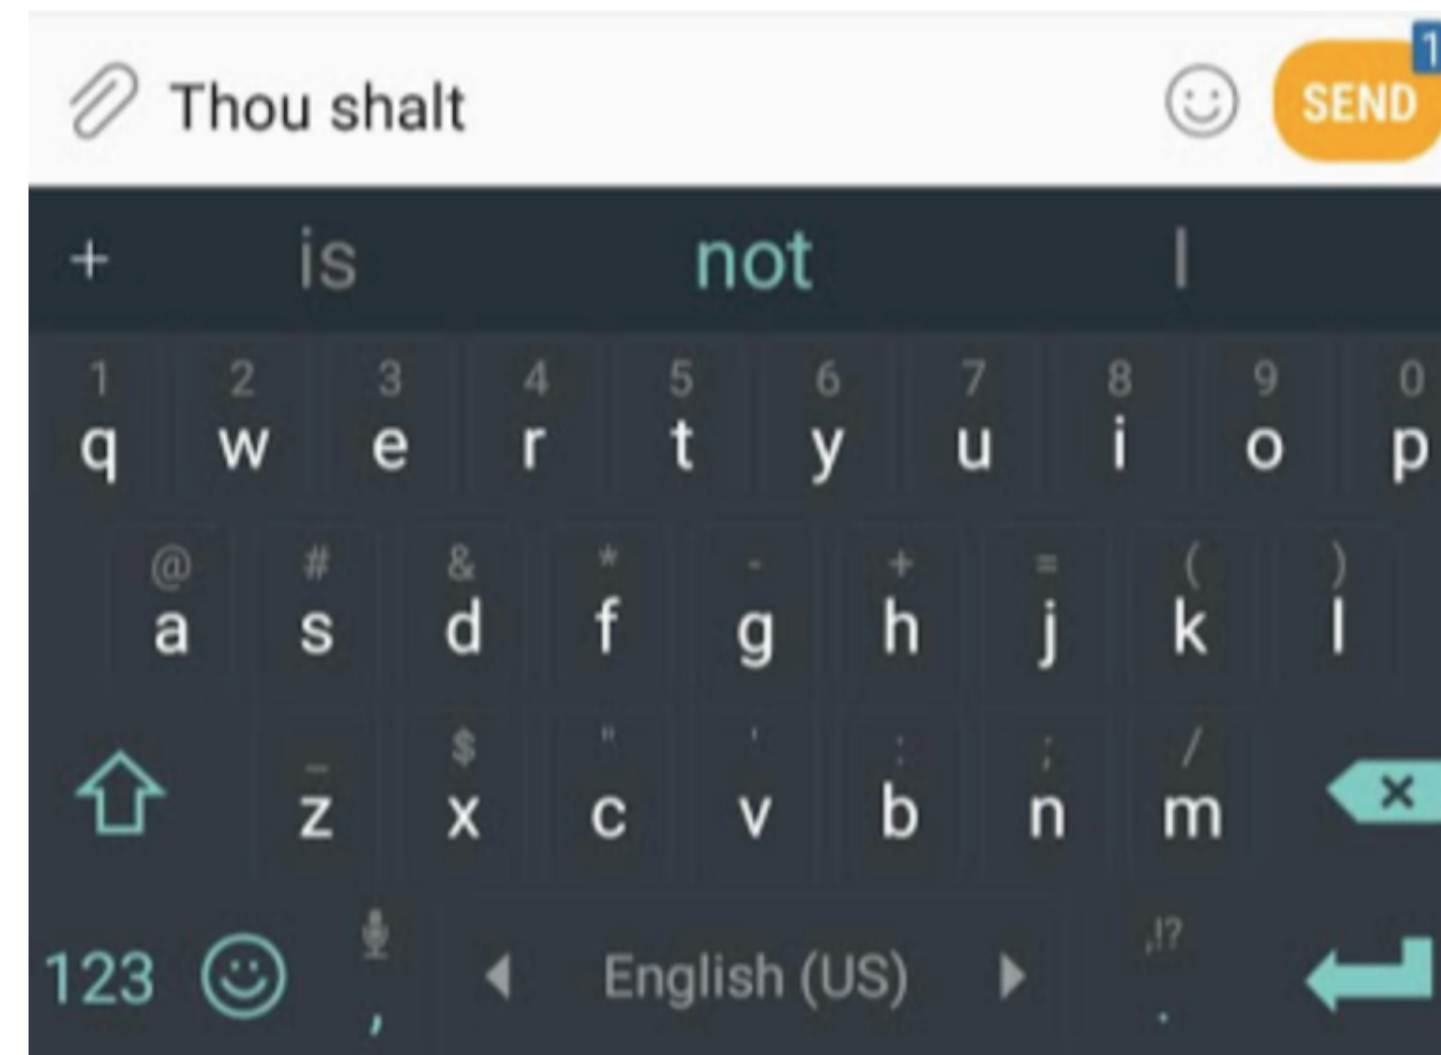 Thou shalt SEND 1
+ is not I
1 2 3 4 5 6 7 8 9 0
q w e r t y u i o p
@ # & * - + = ( )
a s d f g h j k l
_ $ " ' : ; /
z x c v b n m
,!?
123 , English (US) .